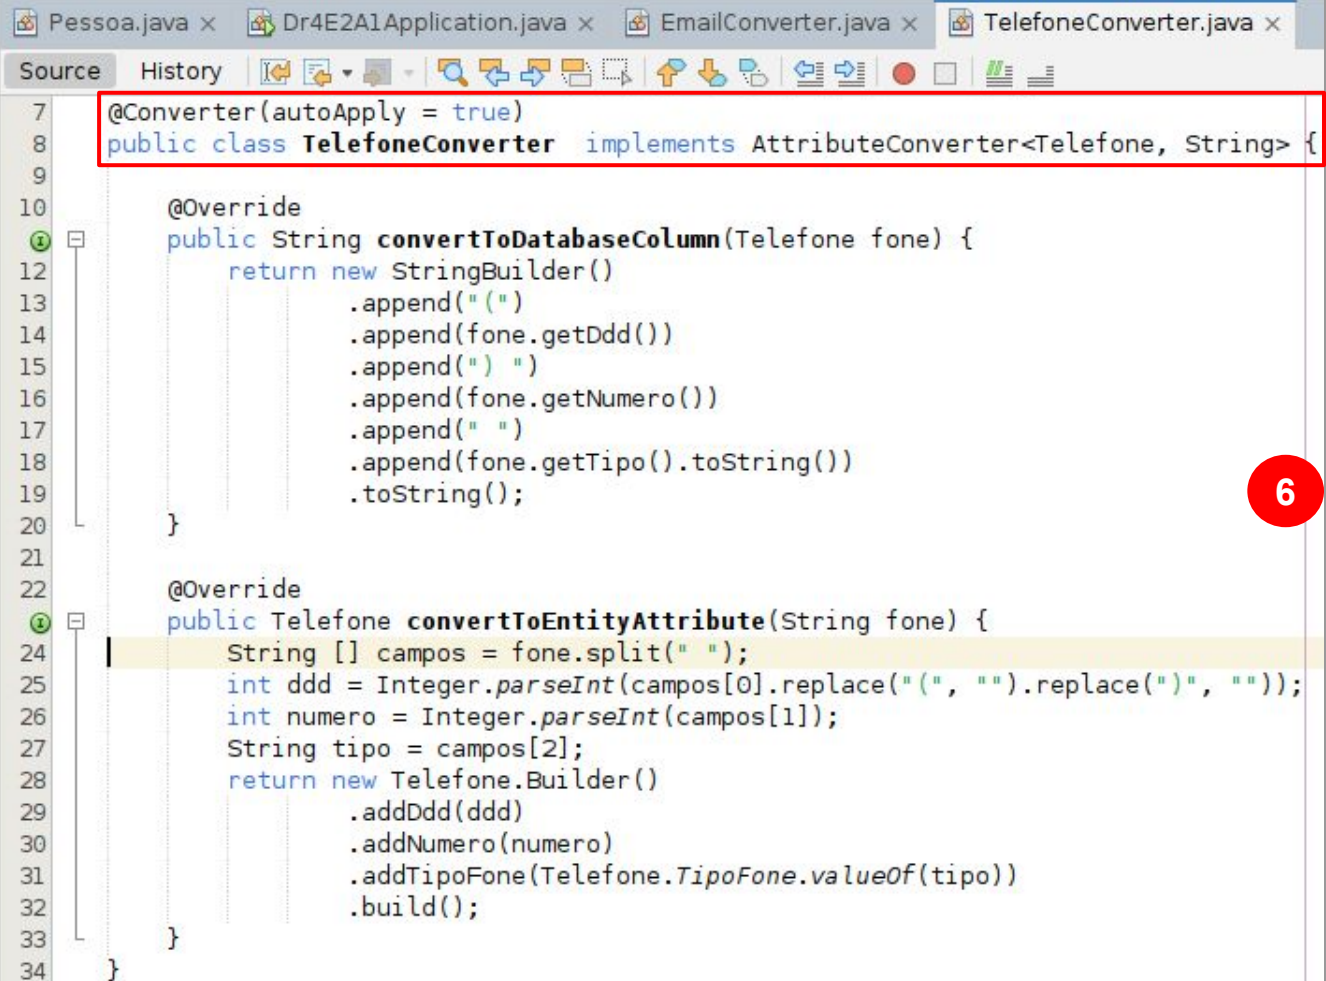 Pessoa.java × Dr4E2A1Application.java × EmailConverter.java × TelefoneConverter.java ×
Source History
7 @Converter(autoApply = true)
8 public class TelefoneConverter  implements AttributeConverter<Telefone, String> {
9
10 @Override
public String convertToDatabaseColumn(Telefone fone) {
12 return new StringBuilder()
13 .append("(")
14 .append(fone.getDdd())
15 .append(") ")
16 .append(fone.getNumero())
17 .append(" ")
18 .append(fone.getTipo().toString())
19 .toString();
6
20 }
21
22 @Override
public Telefone convertToEntityAttribute(String fone) {
24 String [] campos = fone.split(" ");
25 int ddd = Integer.parseInt(campos[0].replace("(", "").replace(")", ""));
26 int numero = Integer.parseInt(campos[1]);
27 String tipo = campos[2];
28 return new Telefone.Builder()
29 .addDdd(ddd)
30 .addNumero(numero)
31 .addTipoFone(Telefone.TipoFone.valueOf(tipo))
32 .build();
33 }
34 }